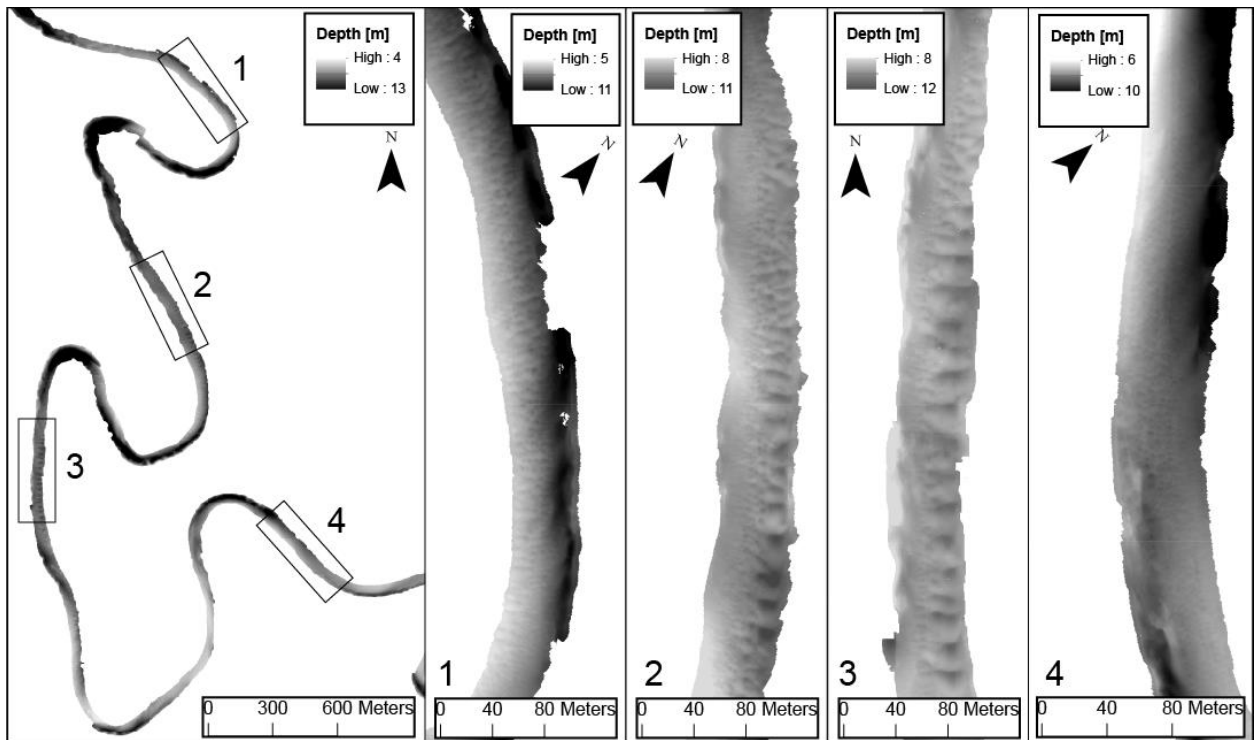 Depth [m]
High : 4
Low : 13
N
1
2
3
4
0 300 600 Meters
Depth [m]
High : 5
Low : 11
N
1
0 40 80 Meters
Depth [m]
High : 8
Low : 11
N
2
0 40 80 Meters
Depth [m]
High : 8
Low : 12
N
3
0 40 80 Meters
Depth [m]
High : 6
Low : 10
N
4
0 40 80 Meters